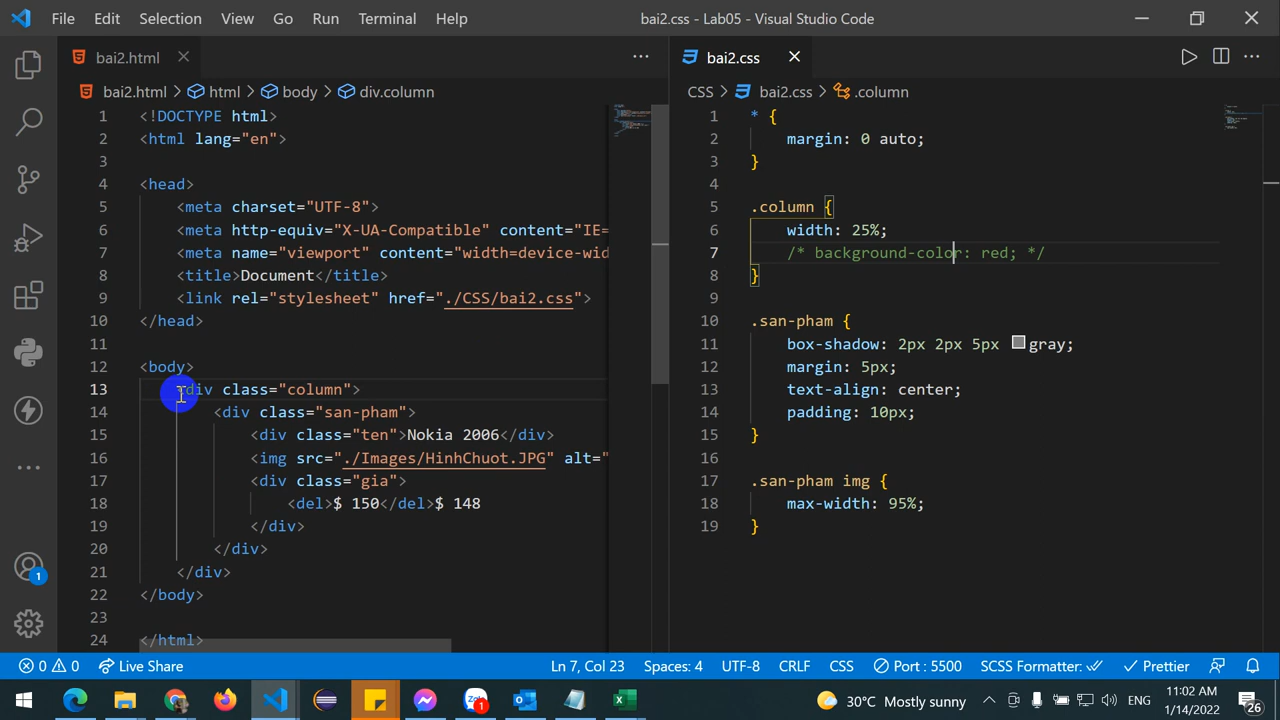 File Edit Selection View Go Run Terminal Help bai2.css - Lab05 - Visual Studio Code
bai2.html
bai2.html > html > body > div.column
1 <!DOCTYPE html>
2 <html lang="en">
3
4 <head>
5 <meta charset="UTF-8">
6 <meta http-equiv="X-UA-Compatible" content="IE=
7 <meta name="viewport" content="width=device-wid
8 <title>Document</title>
9 <link rel="stylesheet" href="./CSS/bai2.css">
10 </head>
11
12 <body>
13 <div class="column">
14 <div class="san-pham">
15 <div class="ten">Nokia 2006</div>
16 <img src="./Images/HinhChuot.JPG" alt="
17 <div class="gia">
18 <del>$ 150</del>$ 148
19 </div>
20 </div>
21 </div>
22 </body>
23
24 </html>
bai2.css
CSS > bai2.css > .column
1 * {
2 margin: 0 auto;
3 }
4
5 .column {
6 width: 25%;
7 /* background-color: red; */
8 }
9
10 .san-pham {
11 box-shadow: 2px 2px 5px gray;
12 margin: 5px;
13 text-align: center;
14 padding: 10px;
15 }
16
17 .san-pham img {
18 max-width: 95%;
19 }
1
0 0 Live Share Ln 7, Col 23 Spaces: 4 UTF-8 CRLF CSS Port : 5500 SCSS Formatter: Prettier
1 30°C Mostly sunny ENG 11:02 AM
1/14/2022 26